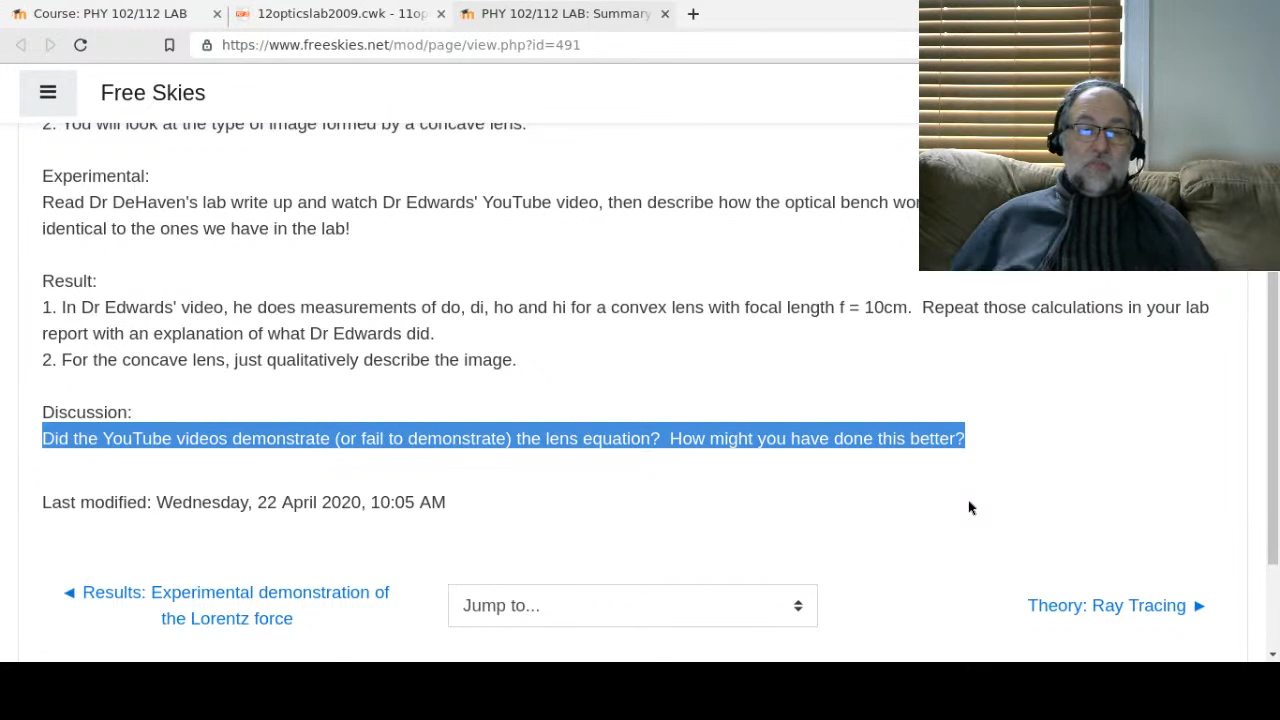 Course: PHY 102/112 LAB
12opticslab2009.cwk - 11op
PHY 102/112 LAB: Summary
https://www.freeskies.net/mod/page/view.php?id=491
Free Skies
2. You will look at the type of image formed by a concave lens.
Experimental:
Read Dr DeHaven's lab write up and watch Dr Edwards' YouTube video, then describe how the optical bench wor
identical to the ones we have in the lab!
Result:
1. In Dr Edwards' video, he does measurements of do, di, ho and hi for a convex lens with focal length f = 10cm.  Repeat those calculations in your lab
report with an explanation of what Dr Edwards did.
2. For the concave lens, just qualitatively describe the image.
Discussion:
Did the YouTube videos demonstrate (or fail to demonstrate) the lens equation?  How might you have done this better?
Last modified: Wednesday, 22 April 2020, 10:05 AM
◄ Results: Experimental demonstration of
the Lorentz force
Jump to...
Theory: Ray Tracing ►